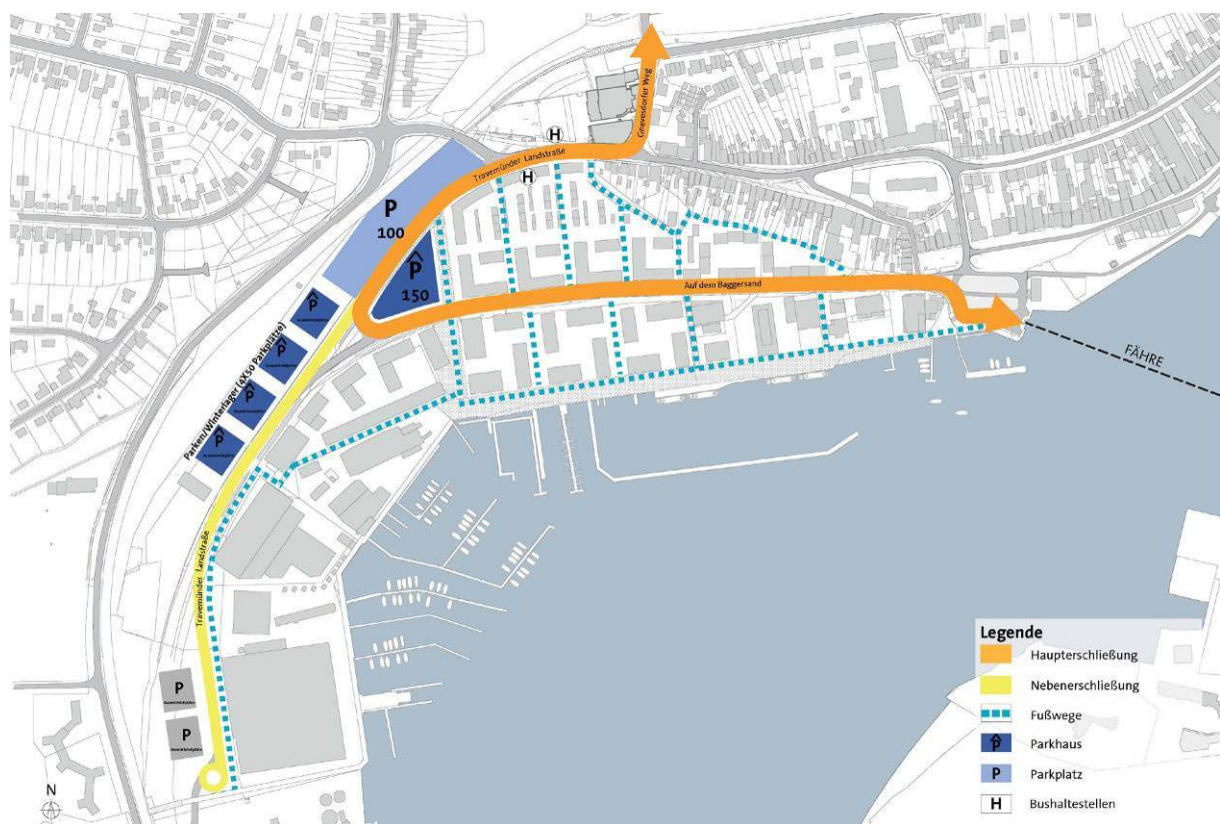 Gnevesdorfer Weg
H
Travemünder Landstraße
H
P
100
P
150
Auf dem Baggersand
FÄHRE
P
P
P
P
Parken/Winterlager (4X50 Parkplätze)
Travemünder Landstraße
P
P
N
Legende
Haupterschließung
Nebenerschließung
Fußwege
P Parkhaus
P Parkplatz
H Bushaltestellen